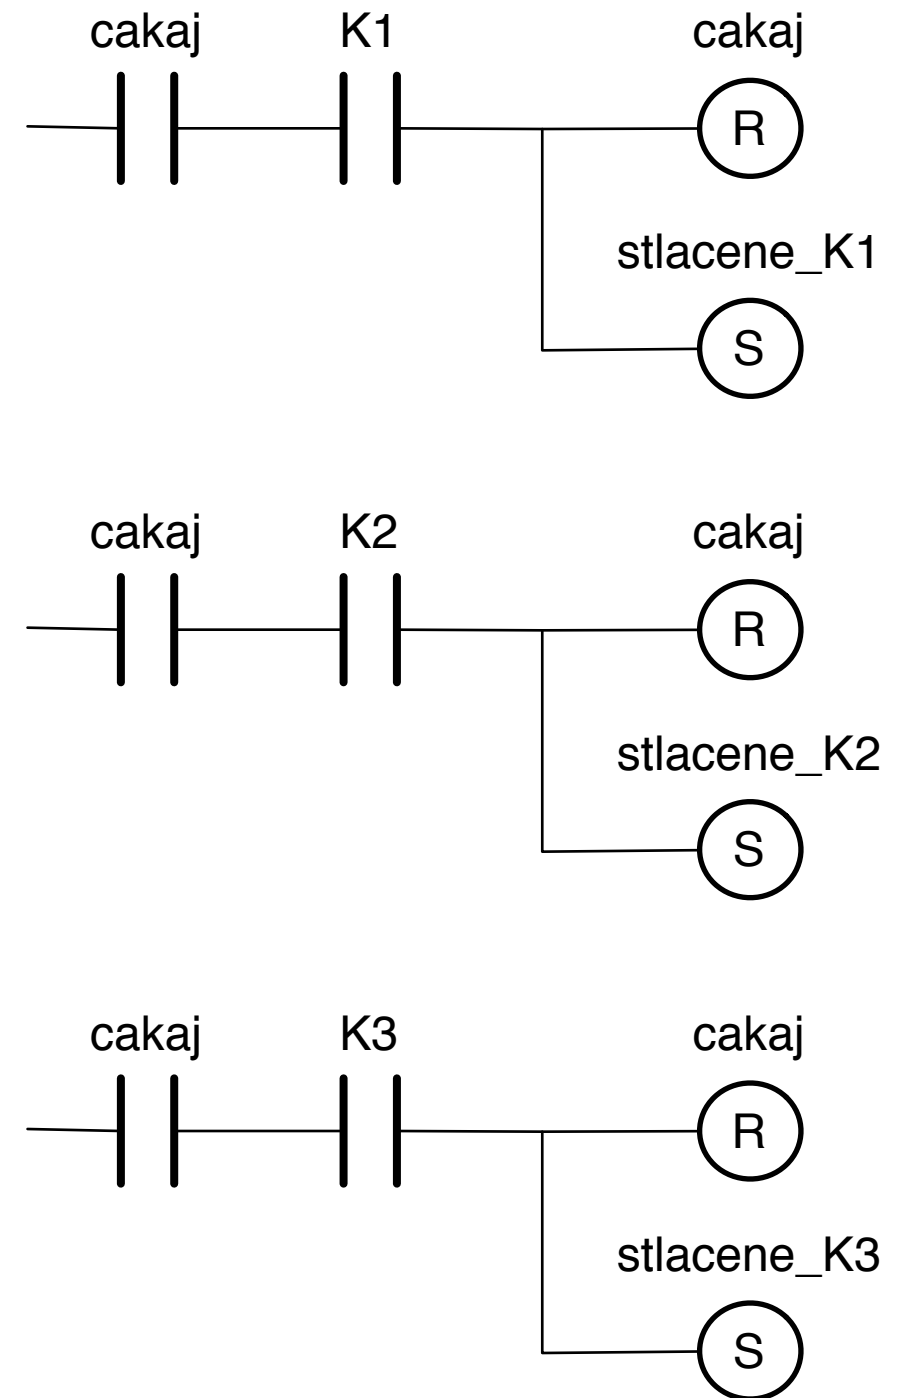 cakaj K1 cakaj
R
stlacene_K1
S
cakaj K2 cakaj
R
stlacene_K2
S
cakaj K3 cakaj
R
stlacene_K3
S